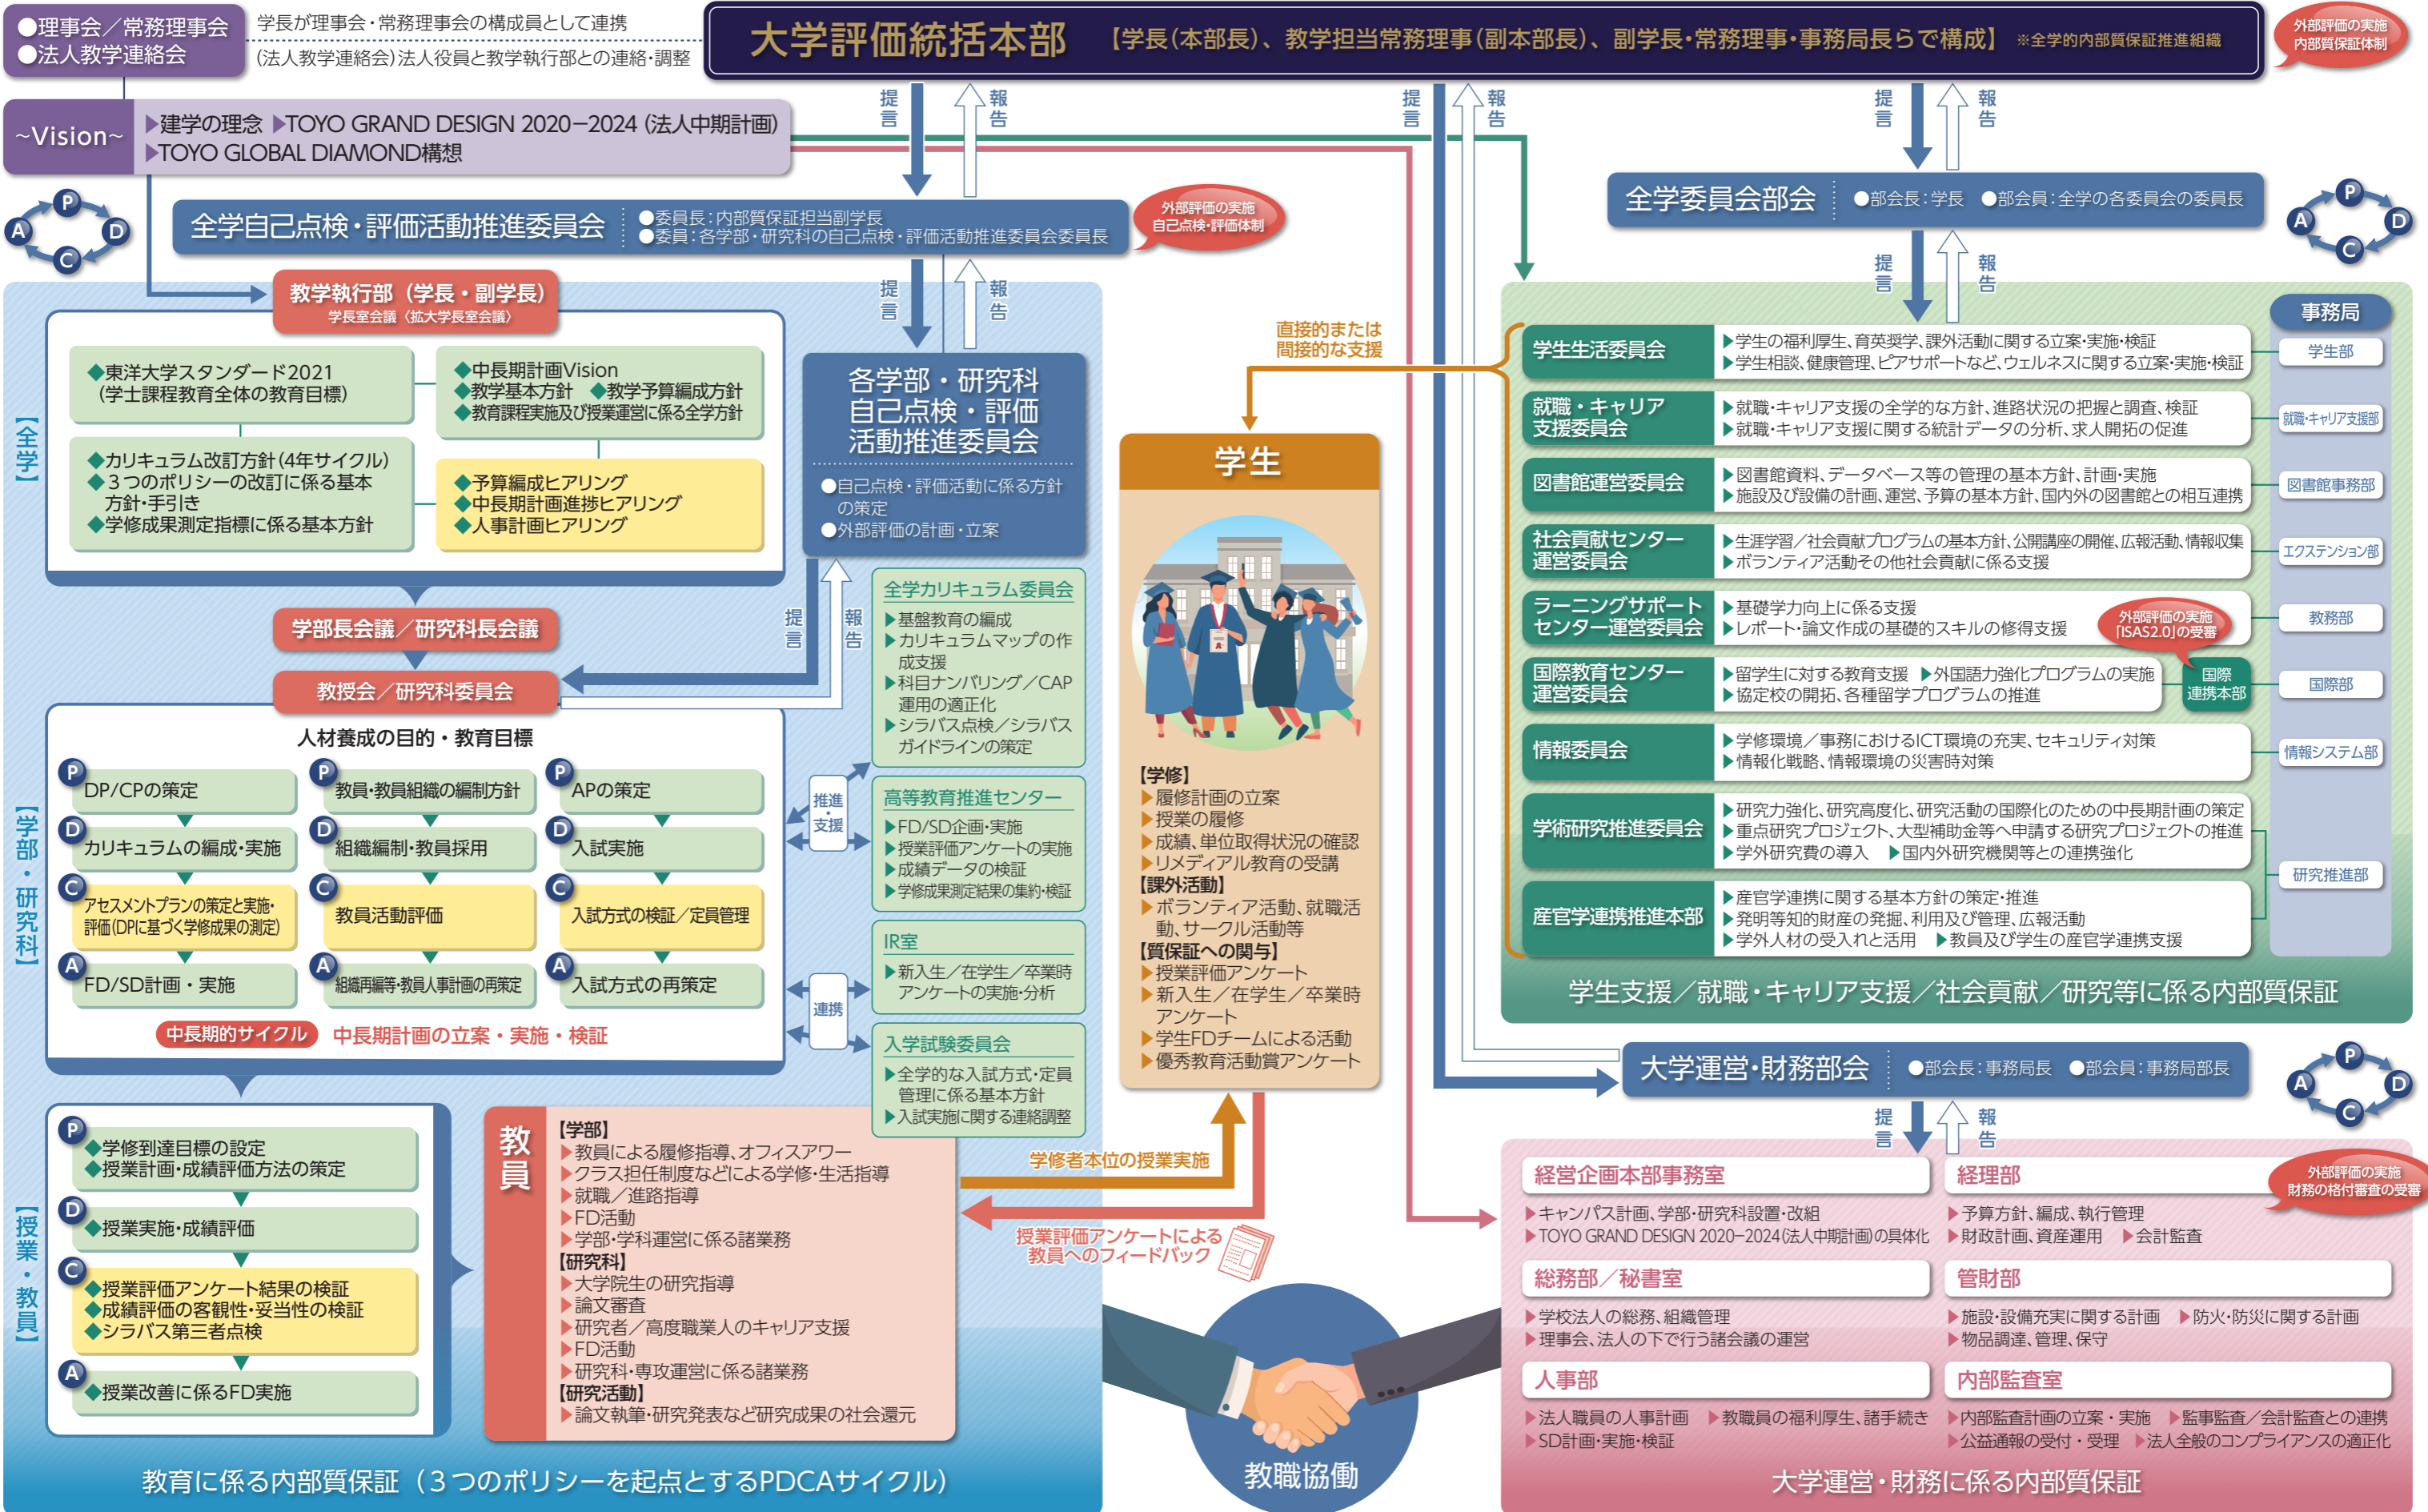 ●理事会／常務理事会
●法人教学連絡会
学長が理事会・常務理事会の構成員として連携
(法人教学連絡会)法人役員と教学執行部との連絡・調整
大学評価統括本部 【学長(本部長)、教学担当常務理事(副本部長)、副学長・常務理事・事務局長らで構成】 ※全学的内部質保証推進組織
外部評価の実施
内部質保証体制
～Vision～
▶建学の理念 ▶TOYO GRAND DESIGN 2020−2024 (法人中期計画)
▶TOYO GLOBAL DIAMOND構想
提言
報告
提言
報告
提言
報告
P
D
C
A
全学自己点検・評価活動推進委員会
●委員長：内部質保証担当副学長
●委員：各学部・研究科の自己点検・評価活動推進委員会委員長
外部評価の実施
自己点検・評価体制
全学委員会部会 ●部会長：学長 ●部会員：全学の各委員会の委員長
P
D
C
A
提言
報告
提言
報告
【全学】
教学執行部（学長・副学長）
学長室会議〈拡大学長室会議〉
◆東洋大学スタンダード2021
(学士課程教育全体の教育目標)
◆中長期計画Vision
◆教学基本方針 ◆教学予算編成方針
◆教育課程実施及び授業運営に係る全学方針
◆カリキュラム改訂方針(4年サイクル)
◆３つのポリシーの改訂に係る基本
方針・手引き
◆学修成果測定指標に係る基本方針
◆予算編成ヒアリング
◆中長期計画進捗ヒアリング
◆人事計画ヒアリング
各学部・研究科
自己点検・評価
活動推進委員会
●自己点検・評価活動に係る方針
の策定
●外部評価の計画・立案
学部長会議／研究科長会議
教授会／研究科委員会
提言
報告
【学部・研究科】
人材養成の目的・教育目標
P
DP/CPの策定
D
カリキュラムの編成・実施
C
アセスメントプランの策定と実施・
評価(DPに基づく学修成果の測定)
A
FD/SD計画・実施
P
教員・教員組織の編制方針
D
組織編制・教員採用
C
教員活動評価
A
組織再編等・教員人事計画の再策定
P
APの策定
D
入試実施
C
入試方式の検証／定員管理
A
入試方式の再策定
中長期的サイクル 中長期計画の立案・実施・検証
推進・支援
連携
全学カリキュラム委員会
▶基盤教育の編成
▶カリキュラムマップの作
成支援
▶科目ナンバリング／CAP
運用の適正化
▶シラバス点検／シラバス
ガイドラインの策定
高等教育推進センター
▶FD/SD企画・実施
▶授業評価アンケートの実施
▶成績データの検証
▶学修成果測定結果の集約・検証
IR室
▶新入生／在学生／卒業時
アンケートの実施・分析
入学試験委員会
▶全学的な入試方式・定員
管理に係る基本方針
▶入試実施に関する連絡調整
【授業・教員】
P
◆学修到達目標の設定
◆授業計画・成績評価方法の策定
D
◆授業実施・成績評価
C
◆授業評価アンケート結果の検証
◆成績評価の客観性・妥当性の検証
◆シラバス第三者点検
A
◆授業改善に係るFD実施
教員
【学部】
▶教員による履修指導、オフィスアワー
▶クラス担任制度などによる学修・生活指導
▶就職／進路指導
▶FD活動
▶学部・学科運営に係る諸業務
【研究科】
▶大学院生の研究指導
▶論文審査
▶研究者／高度職業人のキャリア支援
▶FD活動
▶研究科・専攻運営に係る諸業務
【研究活動】
▶論文執筆・研究発表など研究成果の社会還元
教育に係る内部質保証（３つのポリシーを起点とするPDCAサイクル）
直接的または
間接的な支援
学生
【学修】
▶履修計画の立案
▶授業の履修
▶成績、単位取得状況の確認
▶リメディアル教育の受講
【課外活動】
▶ボランティア活動、就職活
動、サークル活動等
【質保証への関与】
▶授業評価アンケート
▶新入生／在学生／卒業時
アンケート
▶学生FDチームによる活動
▶優秀教育活動賞アンケート
学修者本位の授業実施
授業評価アンケートによる
教員へのフィードバック
教職協働
事務局
学生生活委員会
▶学生の福利厚生、育英奨学、課外活動に関する立案・実施・検証
▶学生相談、健康管理、ピアサポートなど、ウェルネスに関する立案・実施・検証
学生部
就職・キャリア
支援委員会
▶就職・キャリア支援の全学的な方針、進路状況の把握と調査、検証
▶就職・キャリア支援に関する統計データの分析、求人開拓の促進
就職・キャリア支援部
図書館運営委員会
▶図書館資料、データベース等の管理の基本方針、計画・実施
▶施設及び設備の計画、運営、予算の基本方針、国内外の図書館との相互連携
図書館事務部
社会貢献センター
運営委員会
▶生涯学習／社会貢献プログラムの基本方針、公開講座の開催、広報活動、情報収集
▶ボランティア活動その他社会貢献に係る支援
エクステンション部
ラーニングサポート
センター運営委員会
▶基礎学力向上に係る支援
▶レポート・論文作成の基礎的スキルの修得支援
外部評価の実施
「ISAS2.0」の受審
教務部
国際教育センター
運営委員会
▶留学生に対する教育支援 ▶外国語力強化プログラムの実施
▶協定校の開拓、各種留学プログラムの推進
国際
連携本部
国際部
情報委員会
▶学修環境／事務におけるICT環境の充実、セキュリティ対策
▶情報化戦略、情報環境の災害時対策
情報システム部
学術研究推進委員会
▶研究力強化、研究高度化、研究活動の国際化のための中長期計画の策定
▶重点研究プロジェクト、大型補助金等へ申請する研究プロジェクトの推進
▶学外研究費の導入 ▶国内外研究機関等との連携強化
研究推進部
産官学連携推進本部
▶産官学連携に関する基本方針の策定・推進
▶発明等知的財産の発掘、利用及び管理、広報活動
▶学外人材の受入れと活用 ▶教員及び学生の産官学連携支援
学生支援／就職・キャリア支援／社会貢献／研究等に係る内部質保証
大学運営・財務部会 ●部会長：事務局長 ●部会員：事務局部長
P
D
C
A
提言
報告
経営企画本部事務室
▶キャンパス計画、学部・研究科設置・改組
▶TOYO GRAND DESIGN 2020−2024(法人中期計画)の具体化
経理部
▶予算方針、編成、執行管理
▶財政計画、資産運用 ▶会計監査
外部評価の実施
財務の格付審査の受審
総務部／秘書室
▶学校法人の総務、組織管理
▶理事会、法人の下で行う諸会議の運営
管財部
▶施設・設備充実に関する計画 ▶防火・防災に関する計画
▶物品調達、管理、保守
人事部
▶法人職員の人事計画 ▶教職員の福利厚生、諸手続き
▶SD計画・実施・検証
内部監査室
▶内部監査計画の立案・実施 ▶監事監査／会計監査との連携
▶公益通報の受付・受理 ▶法人全般のコンプライアンスの適正化
大学運営・財務に係る内部質保証